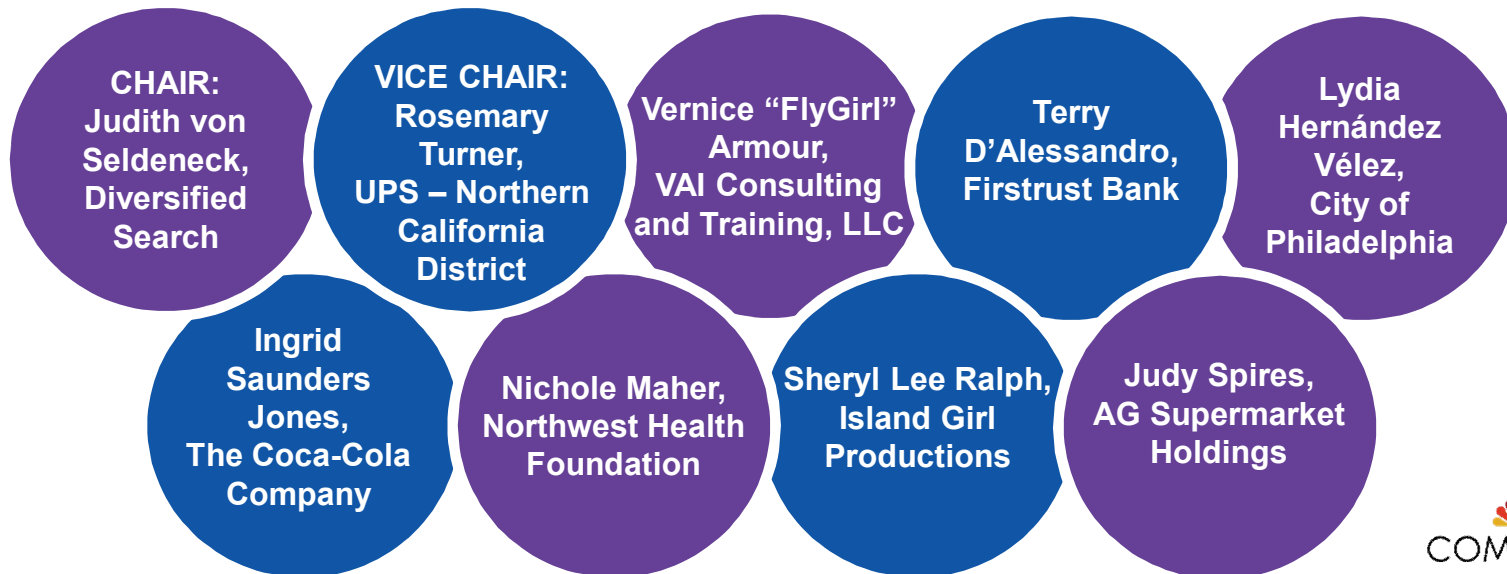 CHAIR:
Judith von
Seldeneck,
Diversified
Search
VICE CHAIR:
Rosemary
Turner,
UPS – Northern
California
District
Vernice “FlyGirl”
Armour,
VAI Consulting
and Training, LLC
Terry
D’Alessandro,
Firstrust Bank
Lydia
Hernández
Vélez,
City of
Philadelphia
Ingrid
Saunders
Jones,
The Coca-Cola
Company
Nichole Maher,
Northwest Health
Foundation
Sheryl Lee Ralph,
Island Girl
Productions
Judy Spires,
AG Supermarket
Holdings